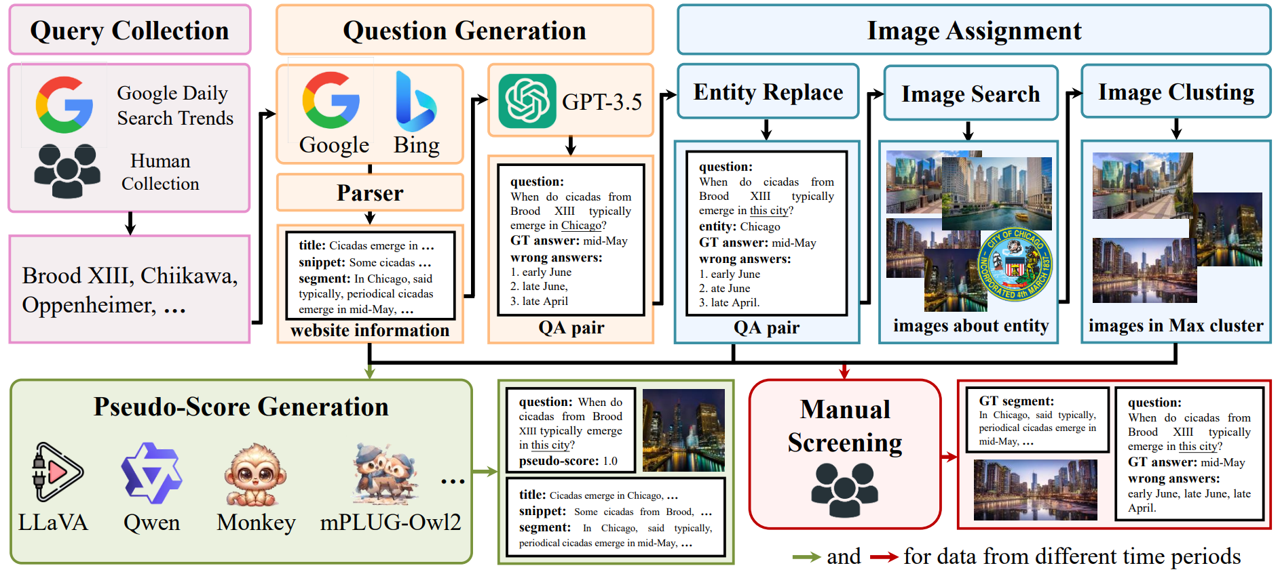 Query Collection
Google Daily
Search Trends
Human
Collection
Brood XIII, Chiikawa,
Oppenheimer, ...
Question Generation
Google
Bing
Parser
title: Cicadas emerge in ...
snippet: Some cicadas ...
segment: In Chicago, said
typically, periodical cicadas
emerge in mid-May, ...
website information
GPT-3.5
question:
When do cicadas from
Brood XIII typically
emerge in Chicago?
GT answer: mid-May
wrong answers:
1. early June
2. late June,
3. late April
QA pair
Image Assignment
Entity Replace
question:
When do cicadas from
Brood XIII typically
emerge in this city?
entity: Chicago
GT answer: mid-May
wrong answers:
1. early June
2. ate June
3. late April.
QA pair
Image Search
CITY OF CHICAGO
INCORPORATED 4th MARCH 1837
images about entity
Image Clusting
images in Max cluster
Pseudo-Score Generation
LLaVA
Qwen
Monkey
mPLUG-Owl2
...
question: When do
cicadas from Brood
XIII typically emerge
in this city?
pseudo-score: 1.0
title: Cicadas emerge in Chicago, ...
snippet: Some cicadas from Brood, ...
segment: In Chicago, said typically,
periodical cicadas emerge in mid-May, ...
Manual
Screening
GT segment:
In Chicago, said typically,
periodical cicadas emerge in
mid-May, ...
question:
When do cicadas from
Brood XIII typically
emerge in this city?
GT answer: mid-May
wrong answers:
early June, late June, late
April.
and
for data from different time periods